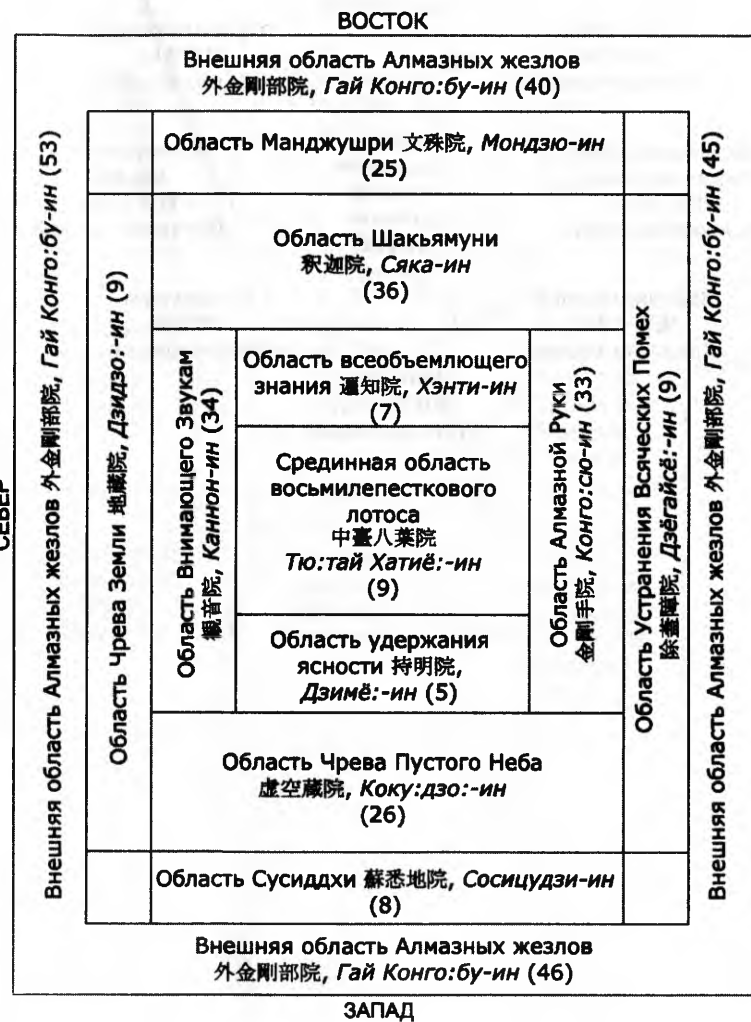 ВОСТОК
Внешняя область Алмазных жезлов
外金剛部院, Гай Конго:бу-ин (40)
Область Манджушри 文殊院, Мондзю-ин
(25)
Область Шакьямуни
釈迦院, Сяка-ин
(36)
СЕВЕР
Внешняя область Алмазных жезлов 外金剛部院, Гай Конго:бу-ин (53)
Область Чрева Земли 地藏院, Дзидзо:-ин (9)
Область Внимающего Звукам
觀音院, Каннон-ин (34)
Область всеобъемлющего
знания 遍知院, Хэнти-ин
(7)
Срединная область
восьмилепесткового
лотоса
中臺八葉院
Тю:тай Хатиё:-ин
(9)
Область удержания
ясности 持明院,
Дзимё:-ин (5)
Область Алмазной Руки
金剛手院, Конго:сю-ин (33)
Область Устранения Всяческих Помех
除蓋障院, Дзёгайсё:-ин (9)
Внешняя область Алмазных жезлов 外金剛部院, Гай Конго:бу-ин (45)
Область Чрева Пустого Неба
虚空藏院, Коку:дзо:-ин
(26)
Область Сусиддхи 蘇悉地院, Сосицудзи-ин
(8)
Внешняя область Алмазных жезлов
外金剛部院, Гай Конго:бу-ин (46)
ЗАПАД